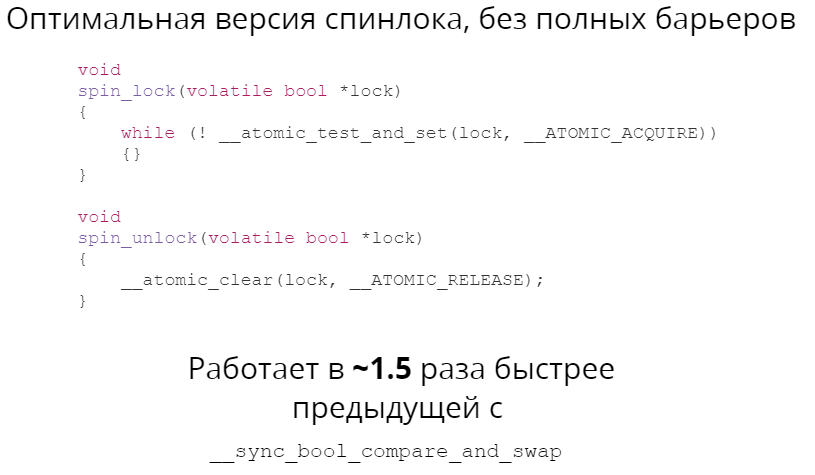 Оптимальная версия спинлока, без полных барьеров
void
spin_lock(volatile bool *lock)
{
    while (! __atomic_test_and_set(lock, __ATOMIC_ACQUIRE))
    {}
}
void
spin_unlock(volatile bool *lock)
{
    __atomic_clear(lock, __ATOMIC_RELEASE);
}
Работает в ~1.5 раза быстрее
предыдущей с
__sync_bool_compare_and_swap